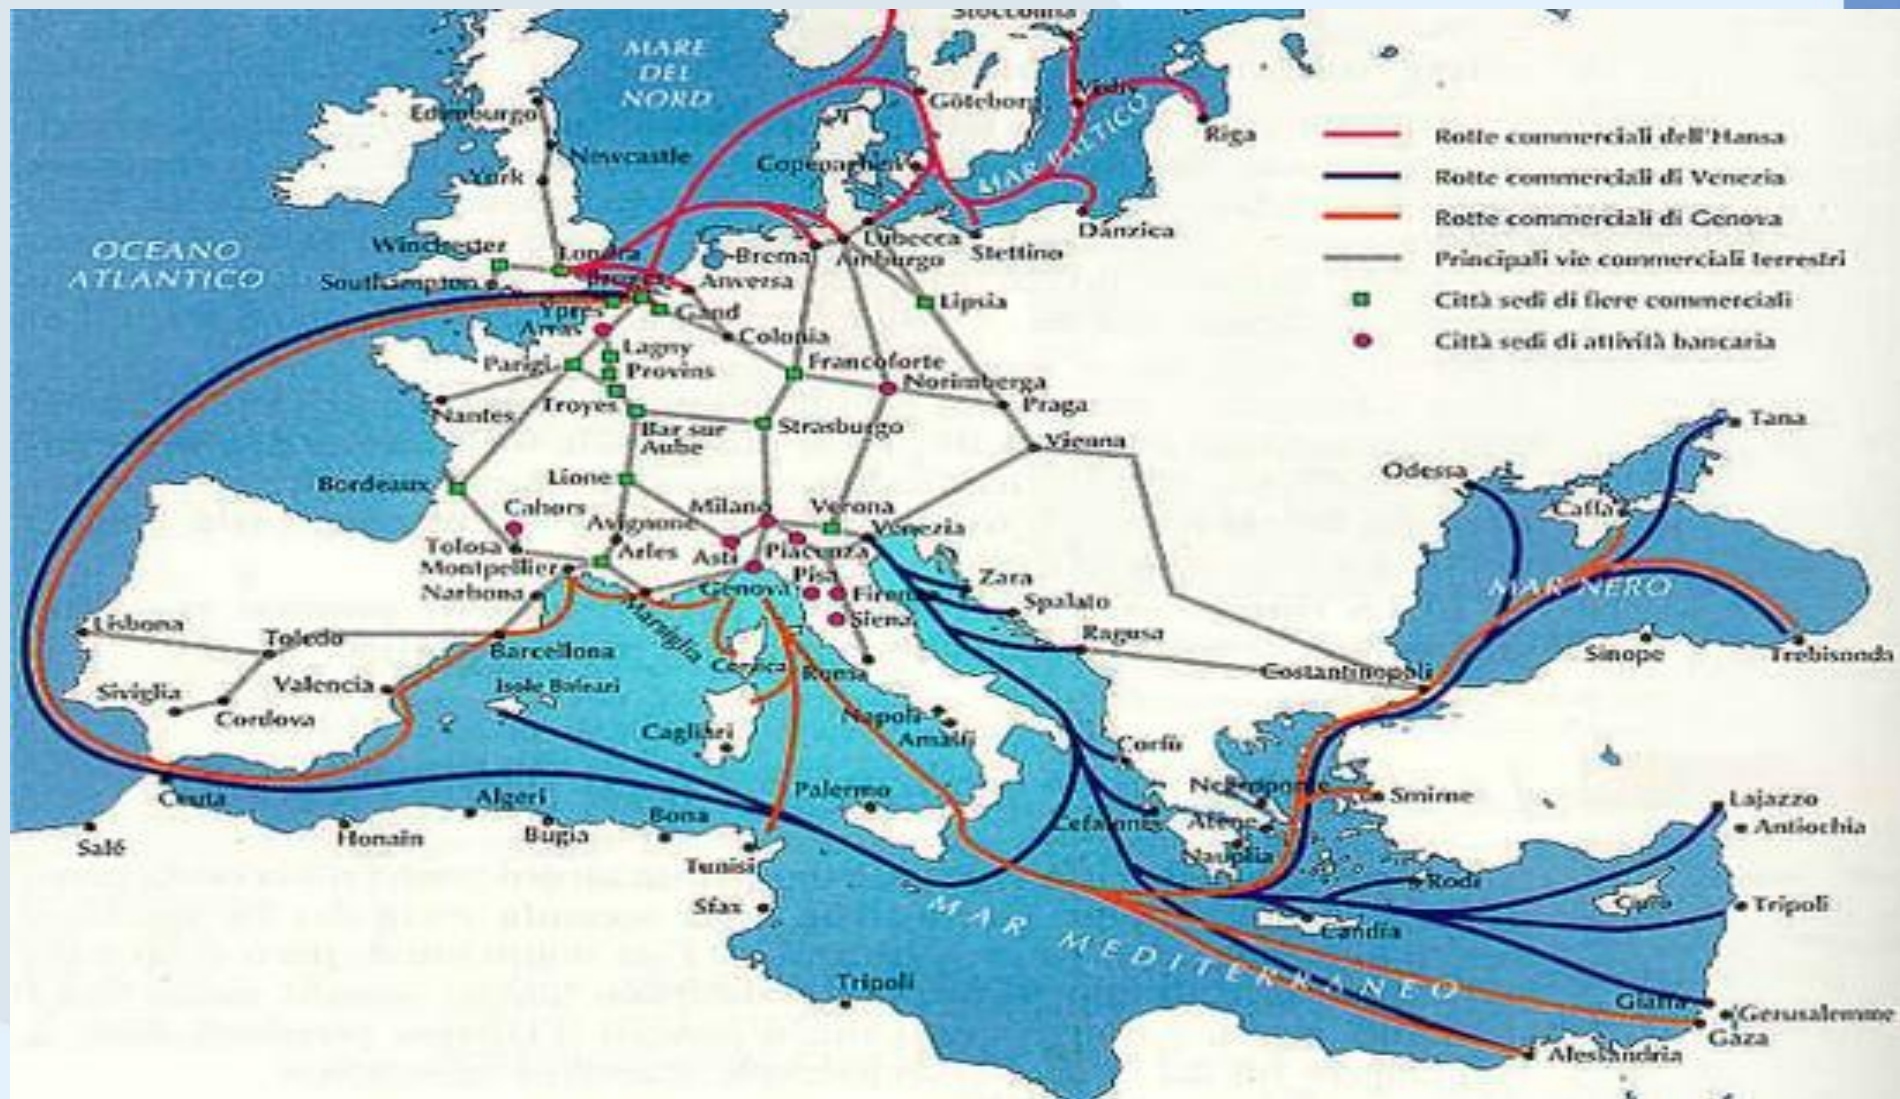 MARE
DEL
NORD
Edimburgo
Newcastle
York
Göteborg
Visby
Riga
Copenaghen
MAR BALTICO
Rotte commerciali dell'Hansa
Rotte commerciali di Venezia
Rotte commerciali di Genova
Principali vie commerciali terrestri
Città sedi di fiere commerciali
Città sedi di attività bancaria
OCEANO
ATLANTICO
Winchester
Londra
Southampton
Brema
Lubecca
Amburgo
Stettino
Dánzica
Anversa
Ypres
Gand
Arras
Colonia
Lipsia
Lagny
Parigi
Provins
Francoforte
Norimberga
Praga
Nantes
Troyes
Bar sur
Aube
Strasburgo
Vienna
Tana
Odessa
Caffa
Bordeaux
Lione
Cahors
Milano
Verona
Avignone
Venezia
Tolosa
Arles
Asti
Piacenza
Montpellier
Genova
Pisa
Narbona
Firenze
Zara
Marsiglia
Siena
Spalato
MAR NERO
Lisbona
Toledo
Barcellona
Corsica
Roma
Ragusa
Costantinopoli
Sinope
Trebisonda
Siviglia
Valencia
Isole Baleari
Cordova
Cagliari
Napoli
Amalfi
Corfù
Ceuta
Algeri
Bona
Palermo
Cefalonia
Negroponte
Smirne
Lajazzo
Atene
Antiochia
Salé
Honaïn
Bugia
Tunisi
Nauplia
Rodi
Sfax
Cipro
Tripoli
Candia
MAR MEDITERRANEO
Tripoli
Giaffa
Gerusalemme
Gaza
Alessandria